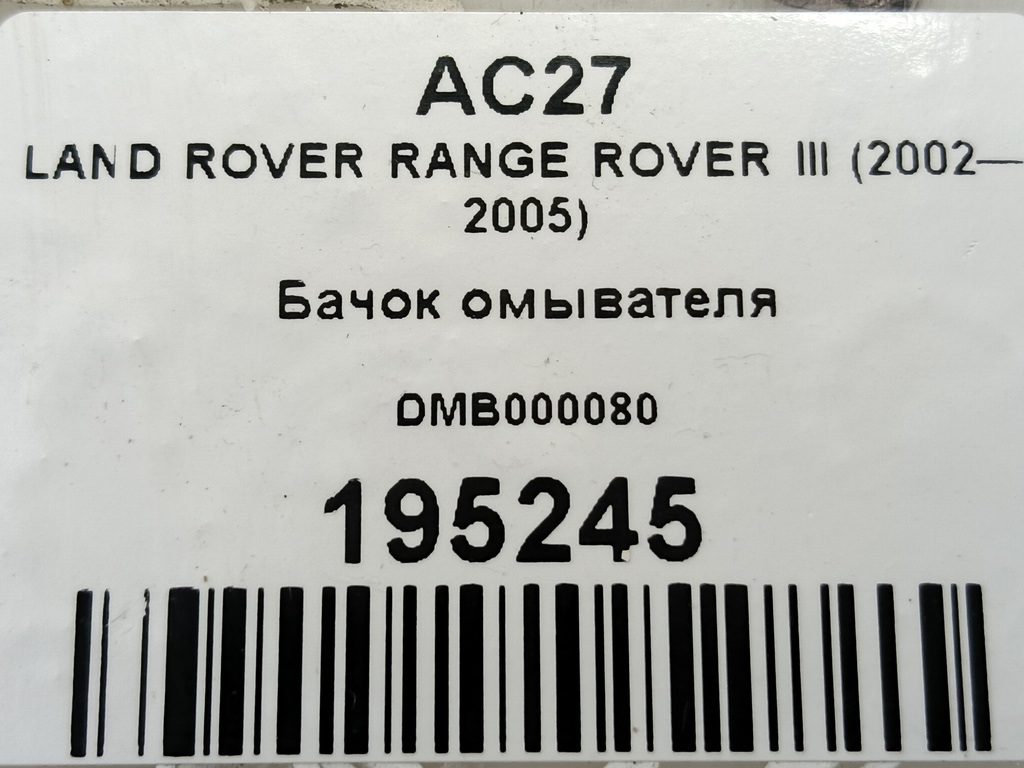 AC27
LAND ROVER RANGE ROVER III (2002—
2005)
Бачок омывателя
DMB000080
195245